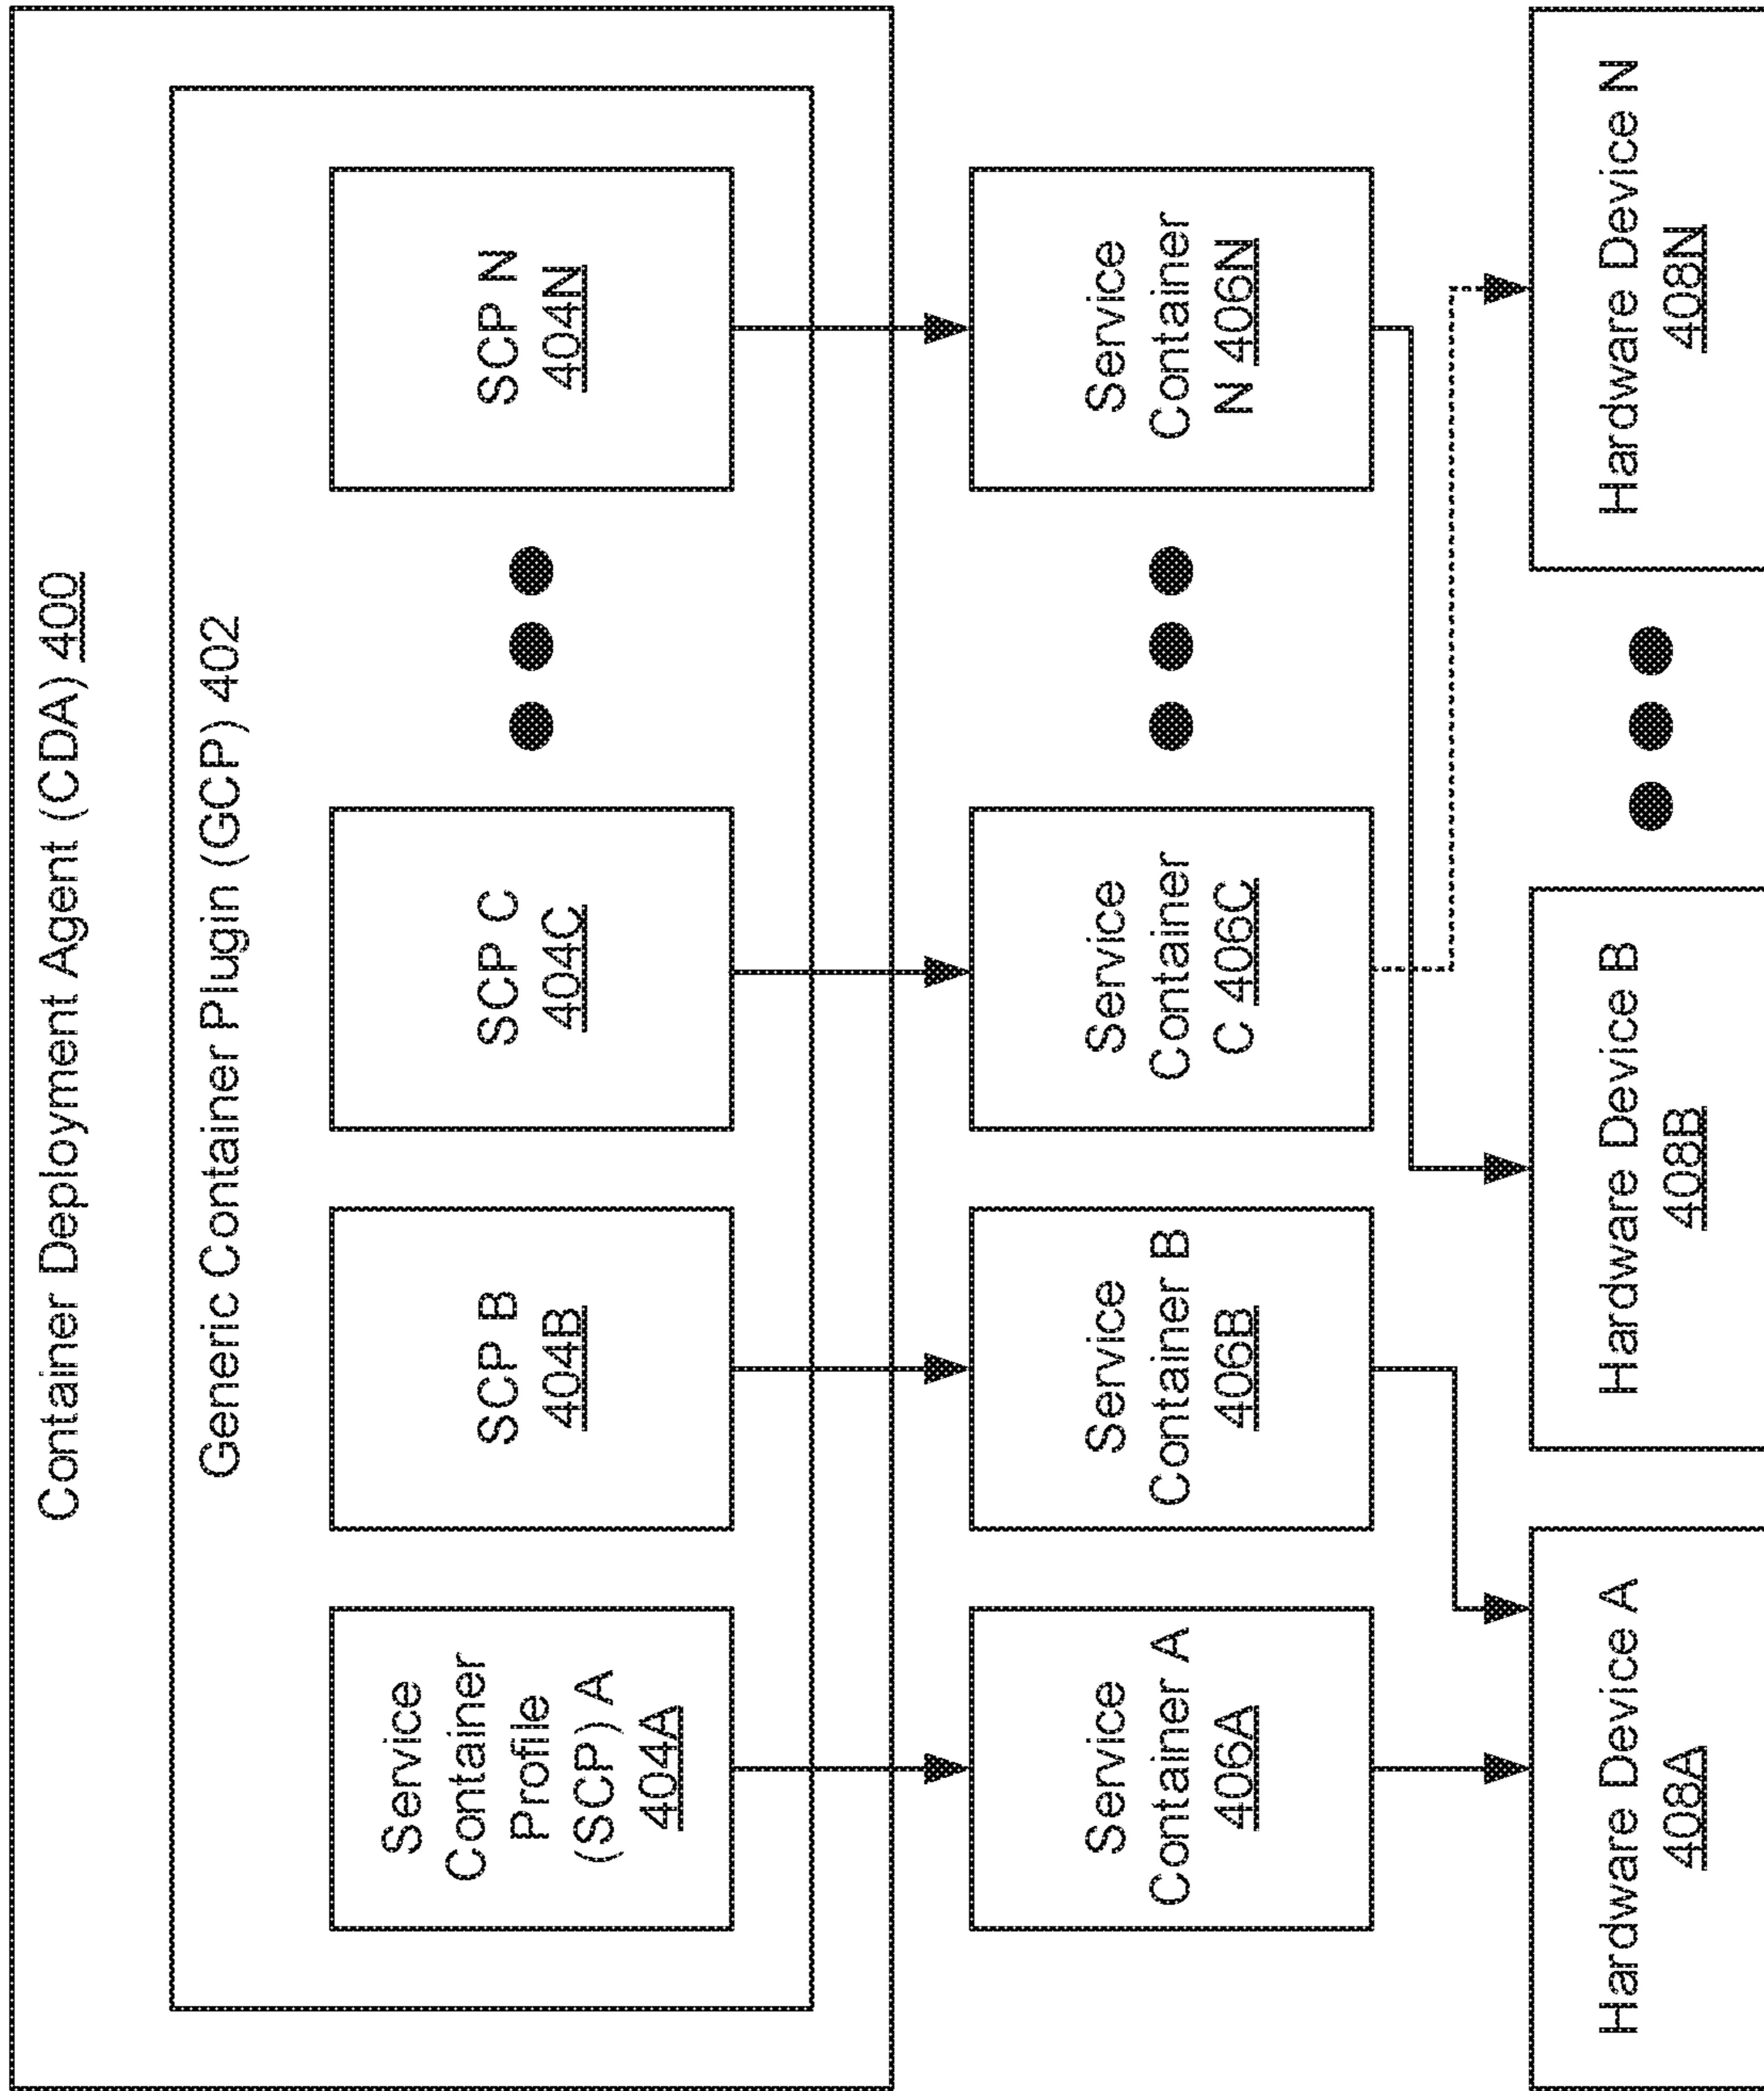 Container Deployment Agent (CDA) 400
Generic Container Plugin (GCP) 402
Service
Container
Profile
(SCP) A
404A
SCP B
404B
SCP C
404C
SCP N
404N
Service
Container A
406A
Service
Container B
406B
Service
Container
C 406C
Service
Container
N 406N
Hardware Device A
408A
Hardware Device B
408B
Hardware Device N
408N